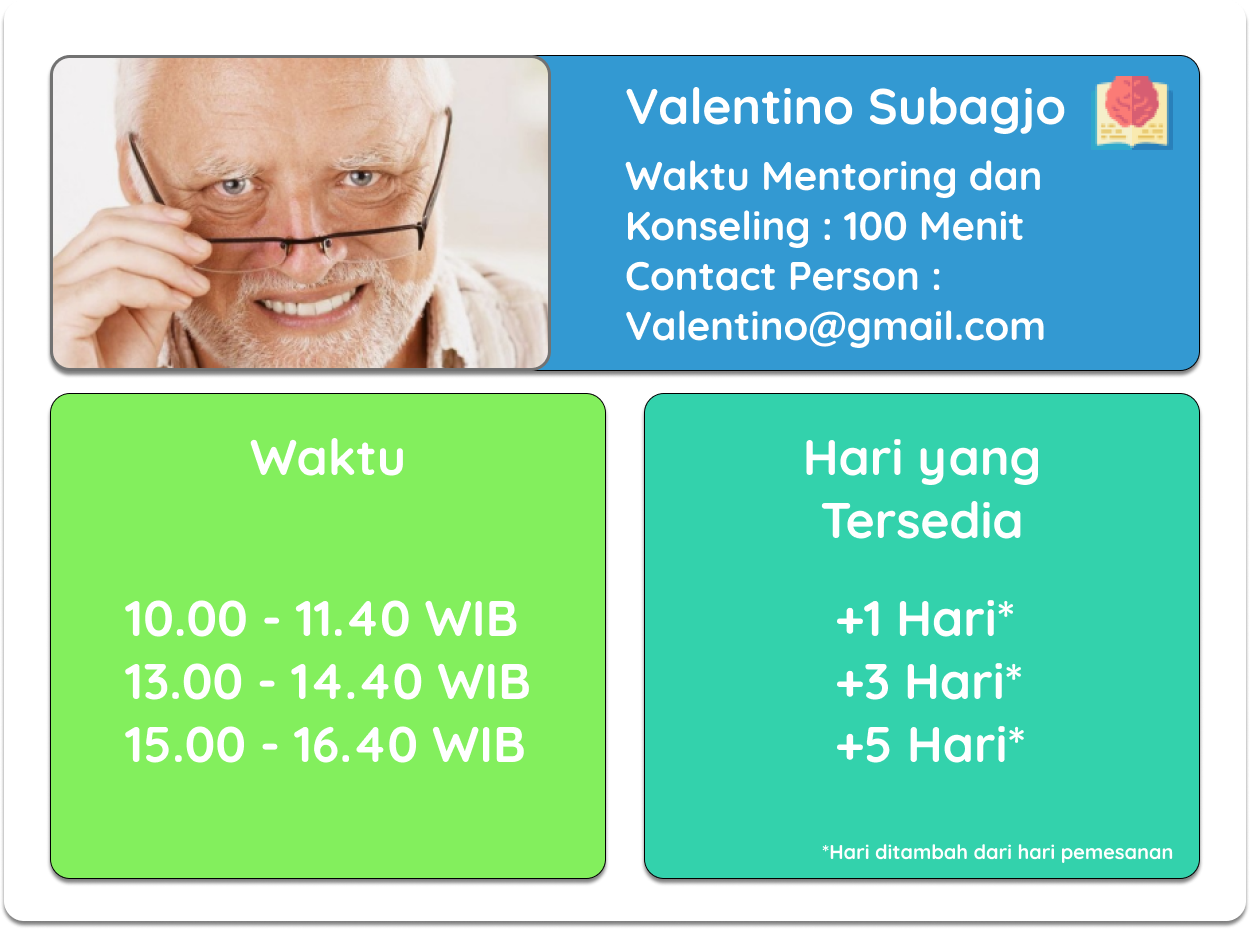 Valentino Subagjo
Waktu Mentoring dan
Konseling : 100 Menit
Contact Person :
Valentino@gmail.com
Waktu
10.00 - 11.40 WIB
13.00 - 14.40 WIB
15.00 - 16.40 WIB
Hari yang
Tersedia
+1 Hari*
+3 Hari*
+5 Hari*
*Hari ditambah dari hari pemesanan